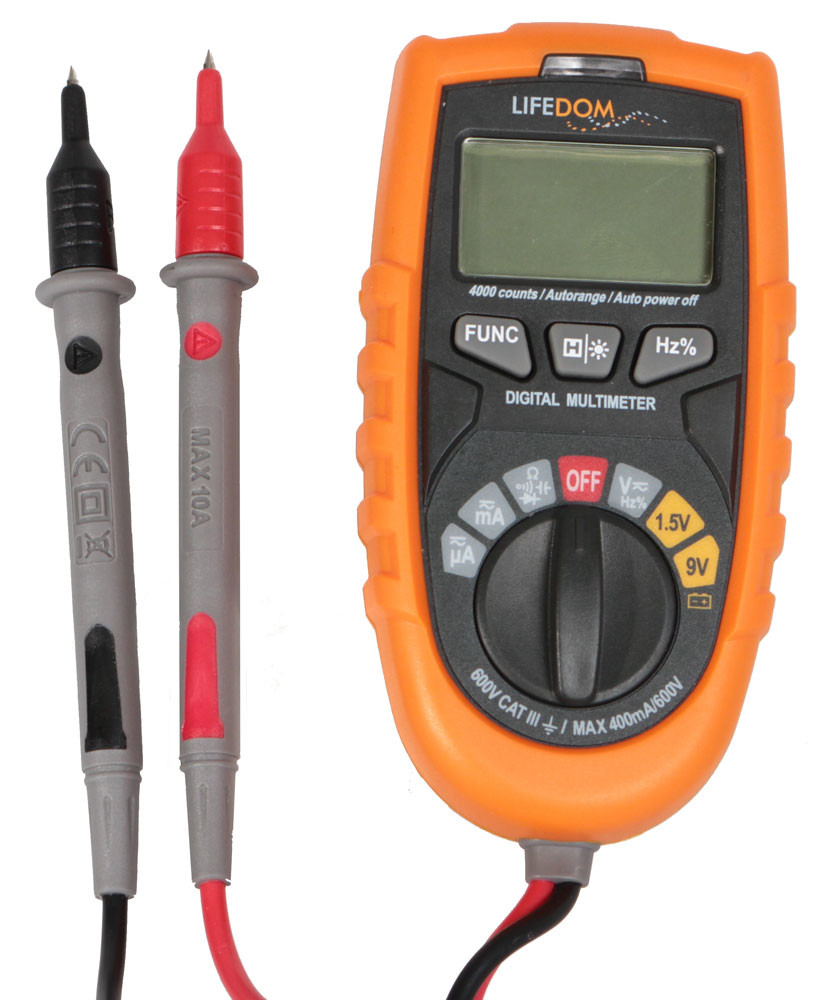 LIFEDOM
4000 counts / Autorange / Auto power off
FUNC
H
Hz%
DIGITAL MULTIMETER
µA
mA
Ω
OFF
V
Hz%
1.5V
9V
600V CAT III / MAX 400mA/600V
CE
MAX 10A